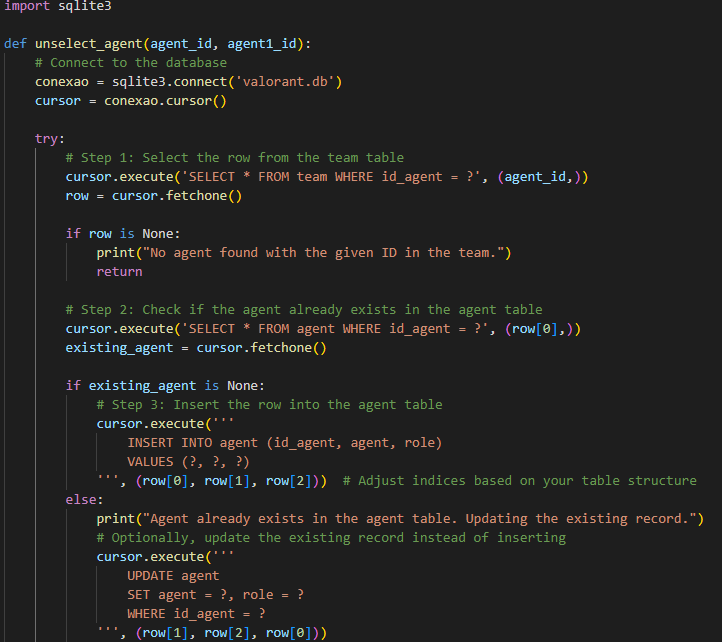 import sqlite3
def unselect_agent(agent_id, agent1_id):
# Connect to the database
conexao = sqlite3.connect('valorant.db')
cursor = conexao.cursor()
try:
# Step 1: Select the row from the team table
cursor.execute('SELECT * FROM team WHERE id_agent = ?', (agent_id,))
row = cursor.fetchone()
if row is None:
print("No agent found with the given ID in the team.")
return
# Step 2: Check if the agent already exists in the agent table
cursor.execute('SELECT * FROM agent WHERE id_agent = ?', (row[0],))
existing_agent = cursor.fetchone()
if existing_agent is None:
# Step 3: Insert the row into the agent table
cursor.execute('''
INSERT INTO agent (id_agent, agent, role)
VALUES (?, ?, ?)
''', (row[0], row[1], row[2]))  # Adjust indices based on your table structure
else:
print("Agent already exists in the agent table. Updating the existing record.")
# Optionally, update the existing record instead of inserting
cursor.execute('''
UPDATE agent
SET agent = ?, role = ?
WHERE id_agent = ?
''', (row[1], row[2], row[0]))